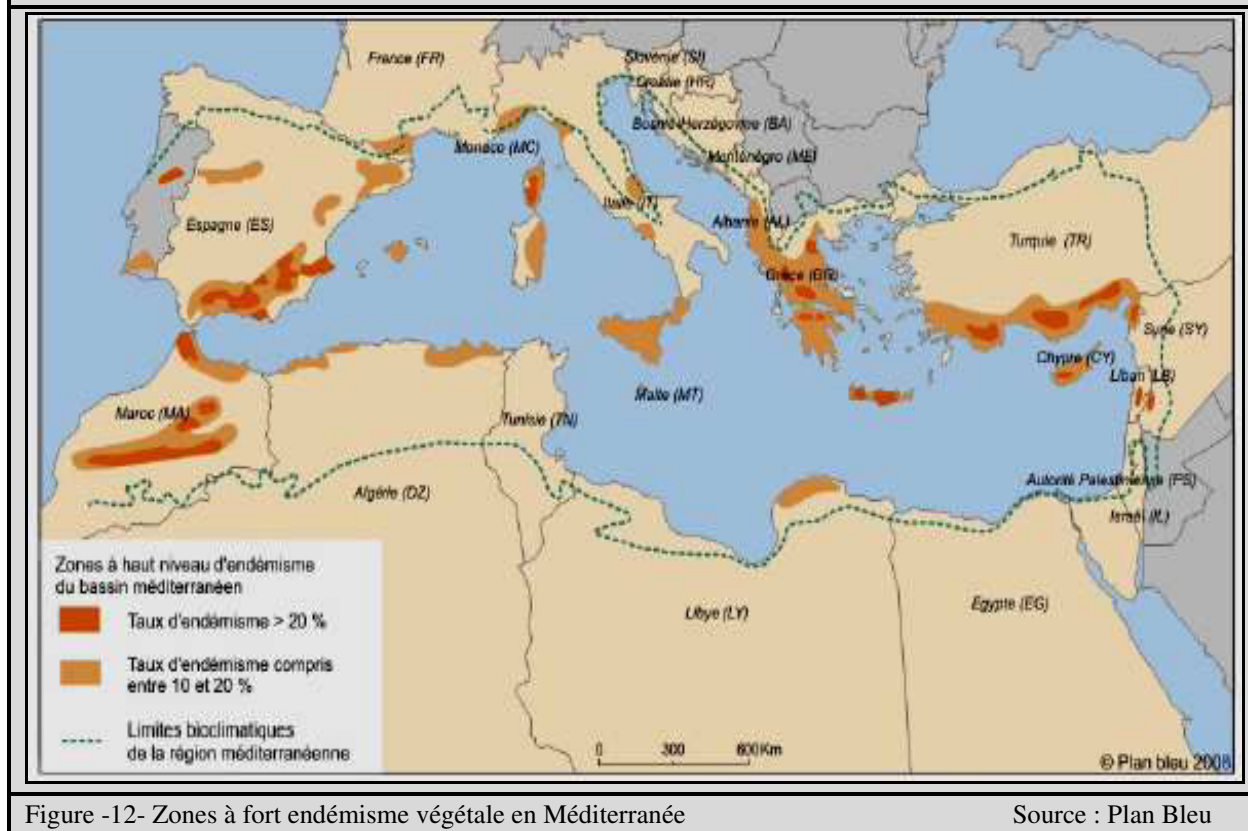 France (FR)
Slovénie (SI)
Croatie (HR)
Bosnie-Herzégovine (BA)
Monaco (MC)
Monténégro (ME)
Italie (IT)
Albanie (AL)
Espagne (ES)
Turquie (TR)
Grèce (GR)
Syrie (SY)
Chypre (CY)
Liban (LB)
Malte (MT)
Maroc (MA)
Tunisie (TN)
Autorité Palestinienne (PS)
Algérie (DZ)
Israël (IL)
Libye (LY)
Egypte (EG)
Zones à haut niveau d'endémisme
du bassin méditerranéen
Taux d'endémisme > 20 %
Taux d'endémisme compris
entre 10 et 20 %
Limites bioclimatiques
de la région méditerranéenne
0 300 600 Km
© Plan bleu 2008
Figure -12- Zones à fort endémisme végétale en Méditerranée Source : Plan Bleu